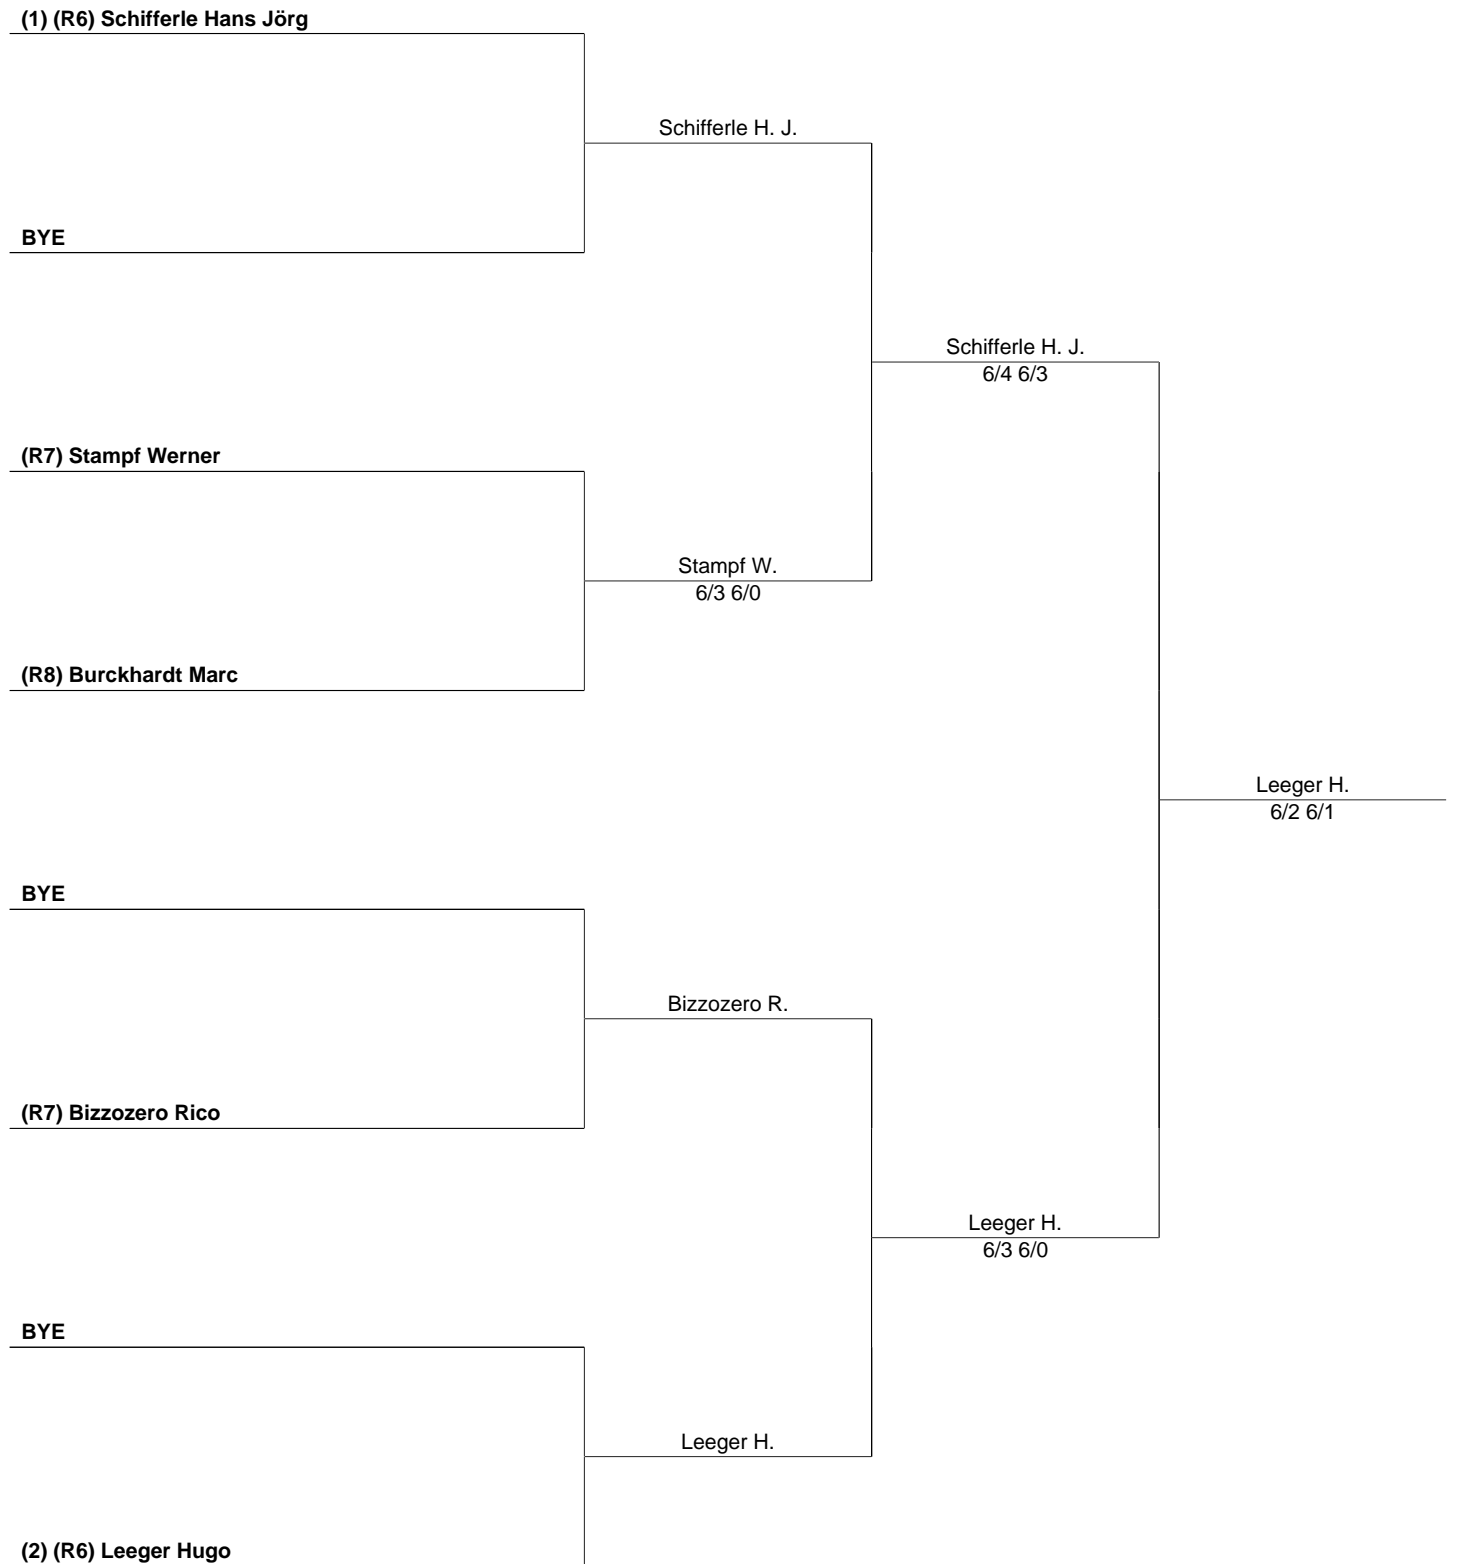 (1) (R6) Schifferle Hans Jörg
Schifferle H. J.
BYE
Schifferle H. J.
6/4 6/3
(R7) Stampf Werner
Stampf W.
6/3 6/0
(R8) Burckhardt Marc
Leeger H.
6/2 6/1
BYE
Bizzozero R.
(R7) Bizzozero Rico
Leeger H.
6/3 6/0
BYE
Leeger H.
(2) (R6) Leeger Hugo